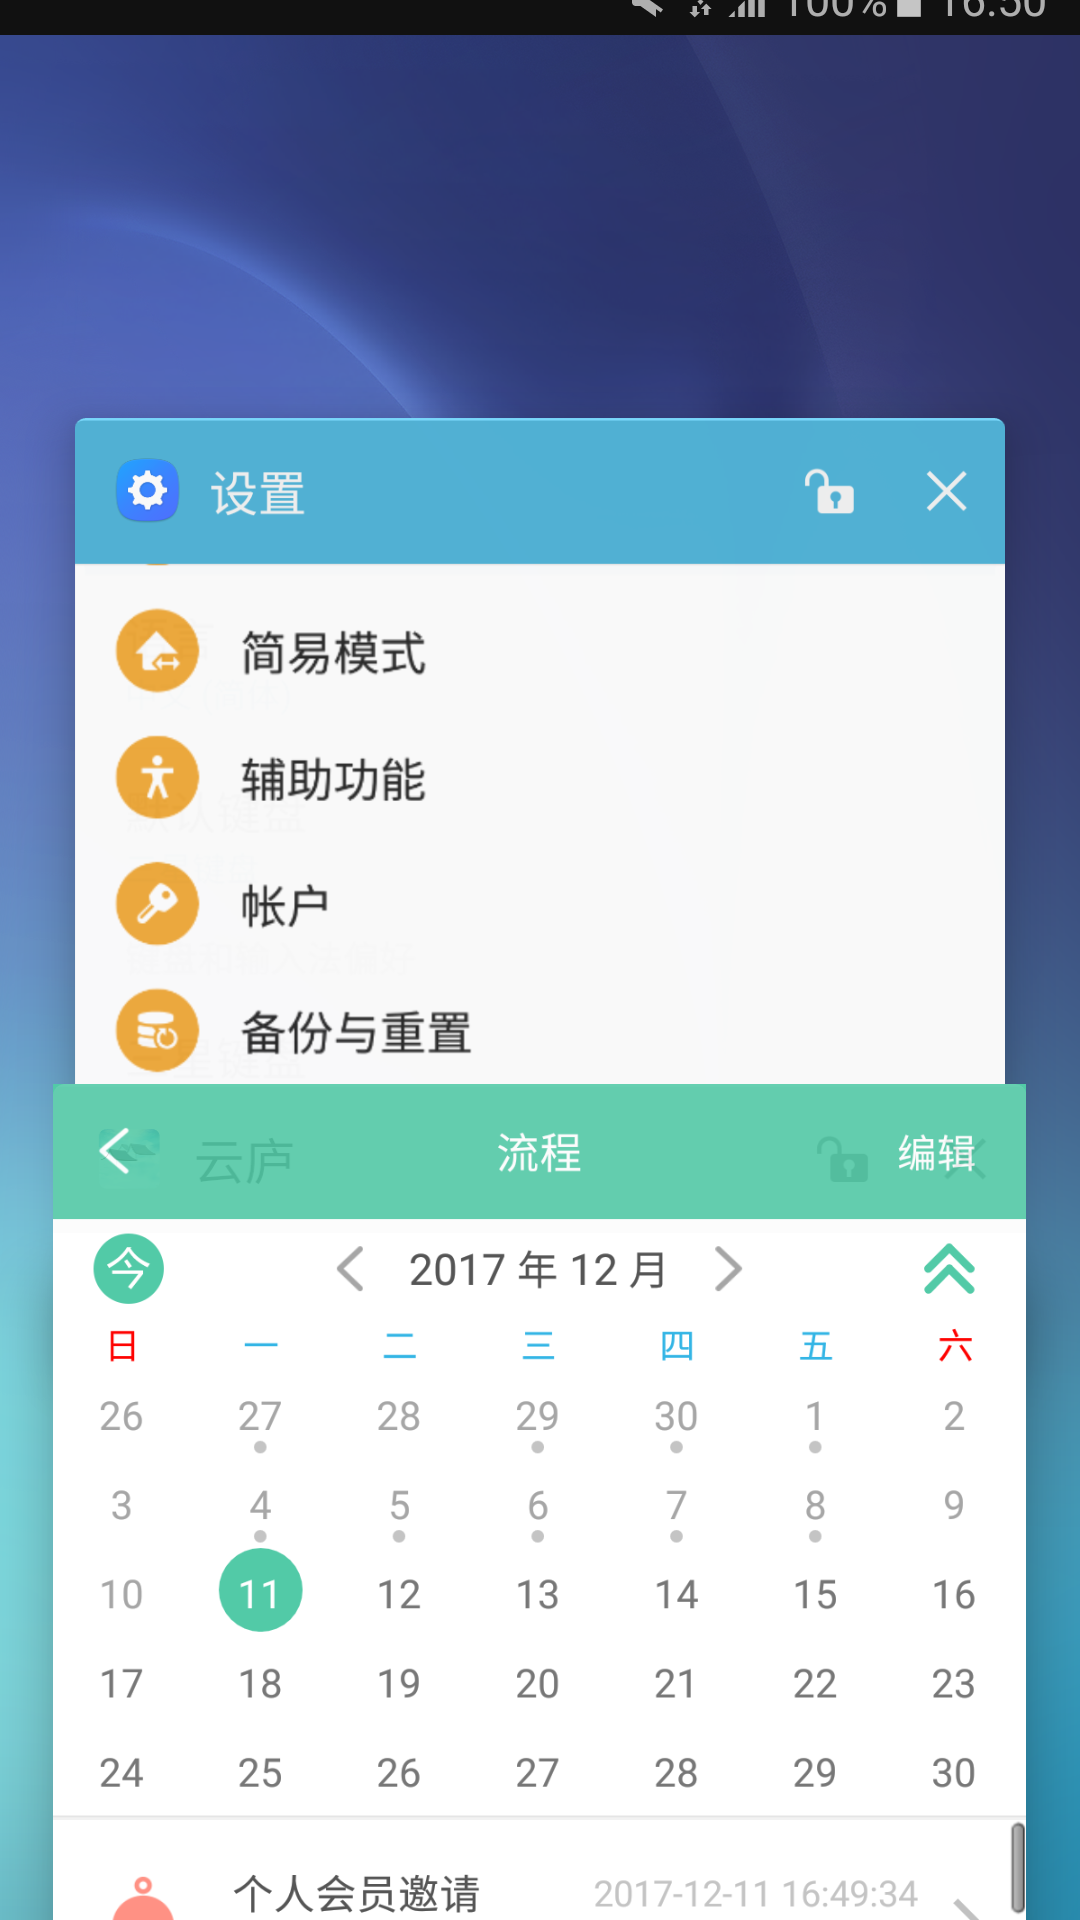 100% 16:50
设置
简易模式
辅助功能
帐户
备份与重置
云庐 流程 编辑
今 2017 年 12 月
日 一 二 三 四 五 六
26 27 28 29 30 1 2
3 4 5 6 7 8 9
10 11 12 13 14 15 16
17 18 19 20 21 22 23
24 25 26 27 28 29 30
个人会员邀请 2017-12-11 16:49:34